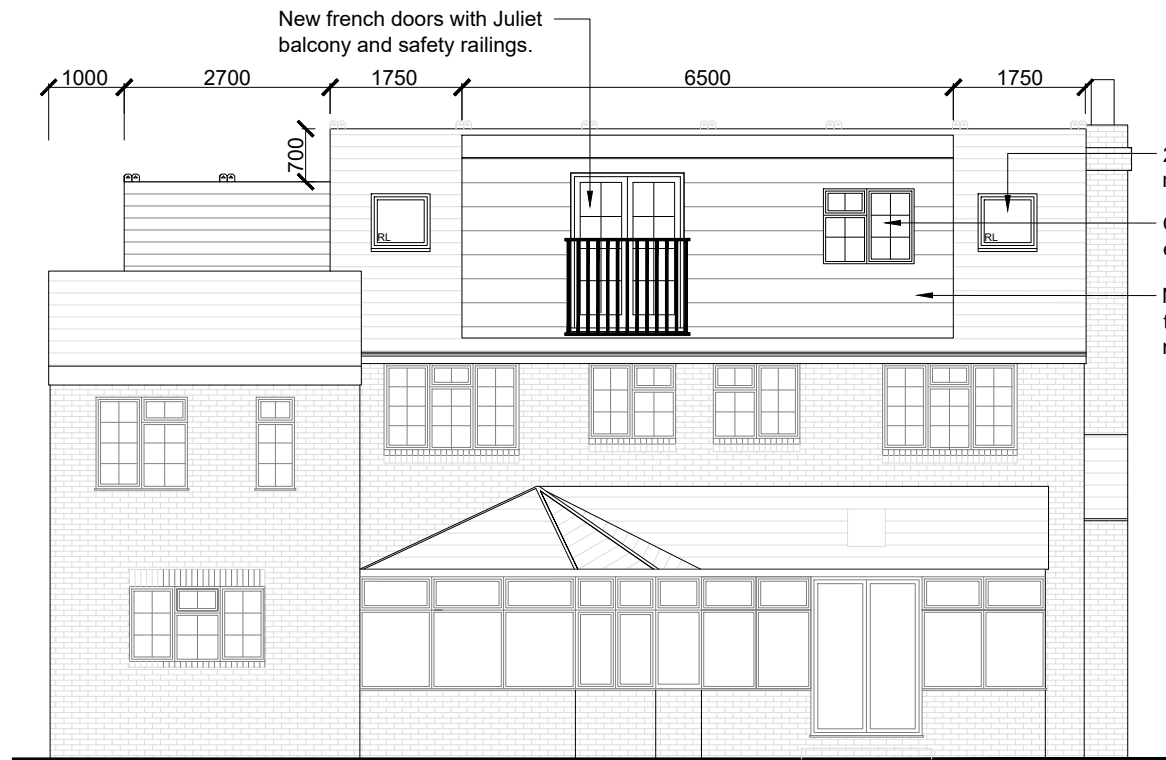 New french doors with Juliet
balcony and safety railings.
1000 2700 1750 6500 1750
700
RL
RL